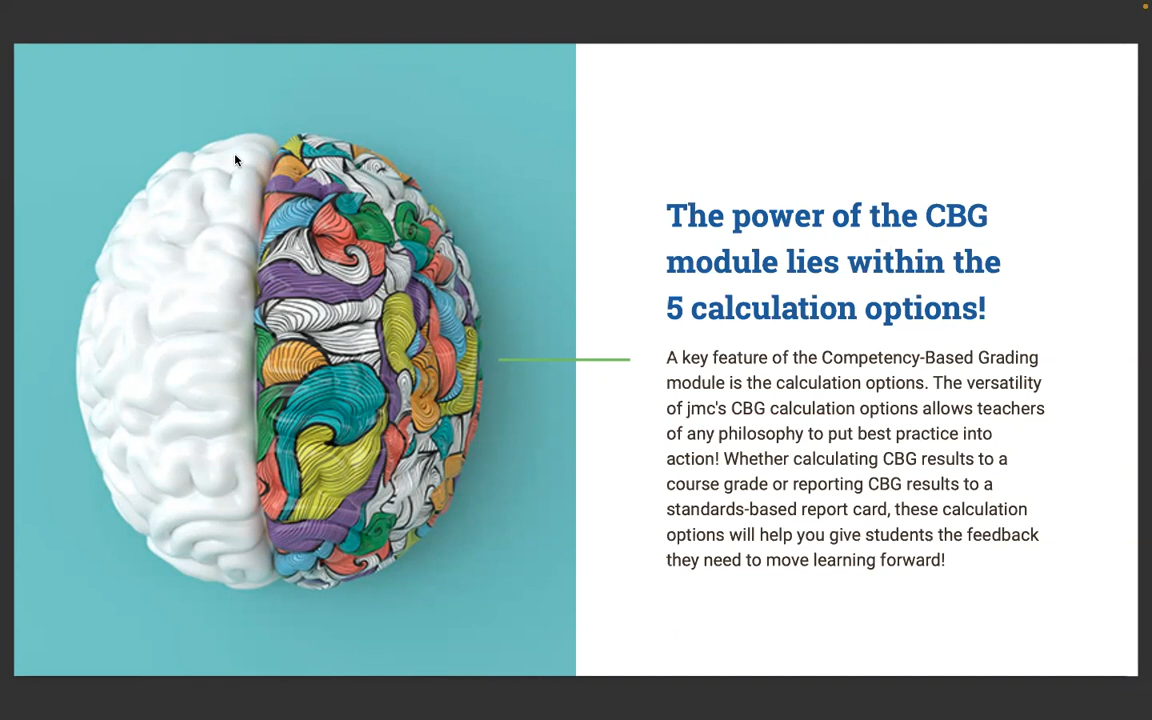 The power of the CBG
module lies within the
5 calculation options!
A key feature of the Competency-Based Grading
module is the calculation options. The versatility
of jmc's CBG calculation options allows teachers
of any philosophy to put best practice into
action! Whether calculating CBG results to a
course grade or reporting CBG results to a
standards-based report card, these calculation
options will help you give students the feedback
they need to move learning forward!